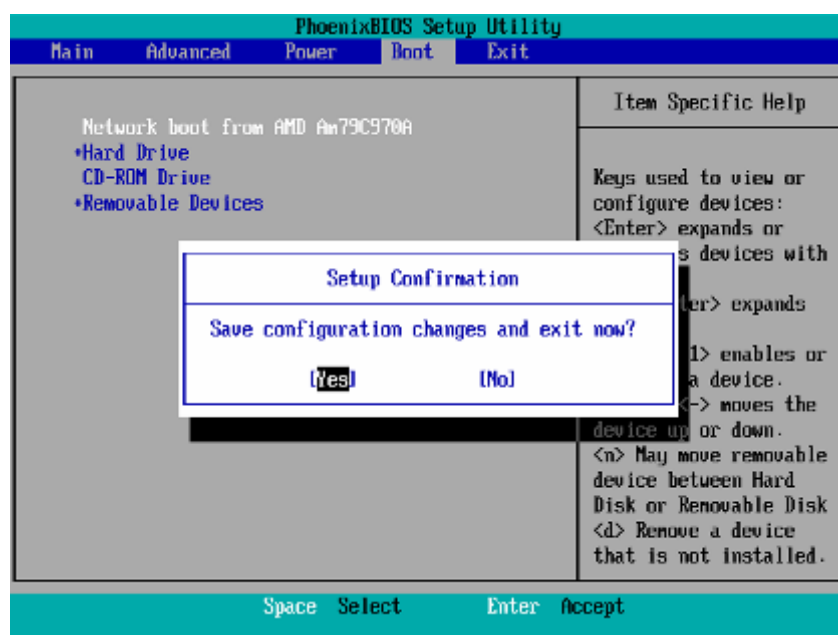 PhoenixBIOS Setup Utility
Main Advanced Power Boot Exit
Network boot from AMD Am79C970A
+Hard Drive
CD-ROM Drive
+Removable Devices
Item Specific Help
Keys used to view or
configure devices:
<Enter> expands or
s devices with
er> expands
1> enables or
a device.
<-> moves the
device up or down.
<n> May move removable
device between Hard
Disk or Removable Disk
<d> Remove a device
that is not installed.
Setup Confirmation
Save configuration changes and exit now?
[Yes] [No]
Space Select Enter Accept